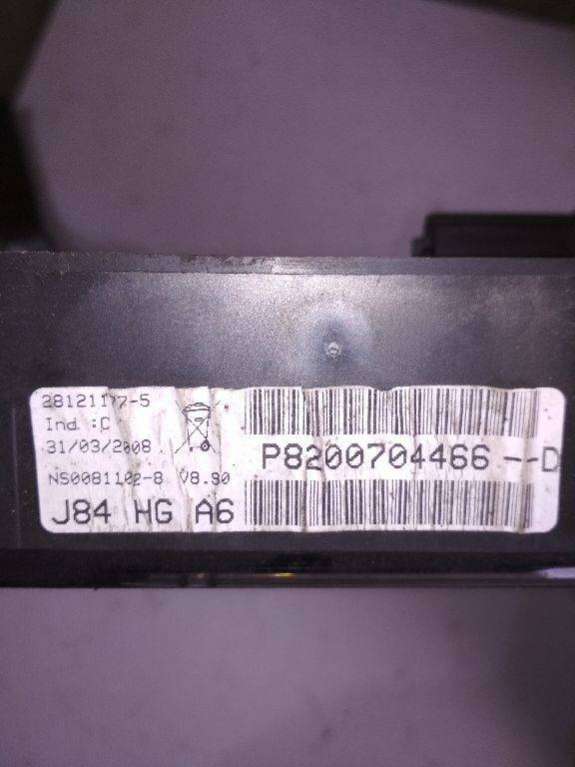 28121177-5
Ind :C
31/03/2008
NS0081102-8 V8.90
J84 HG A6
P8200704466--D